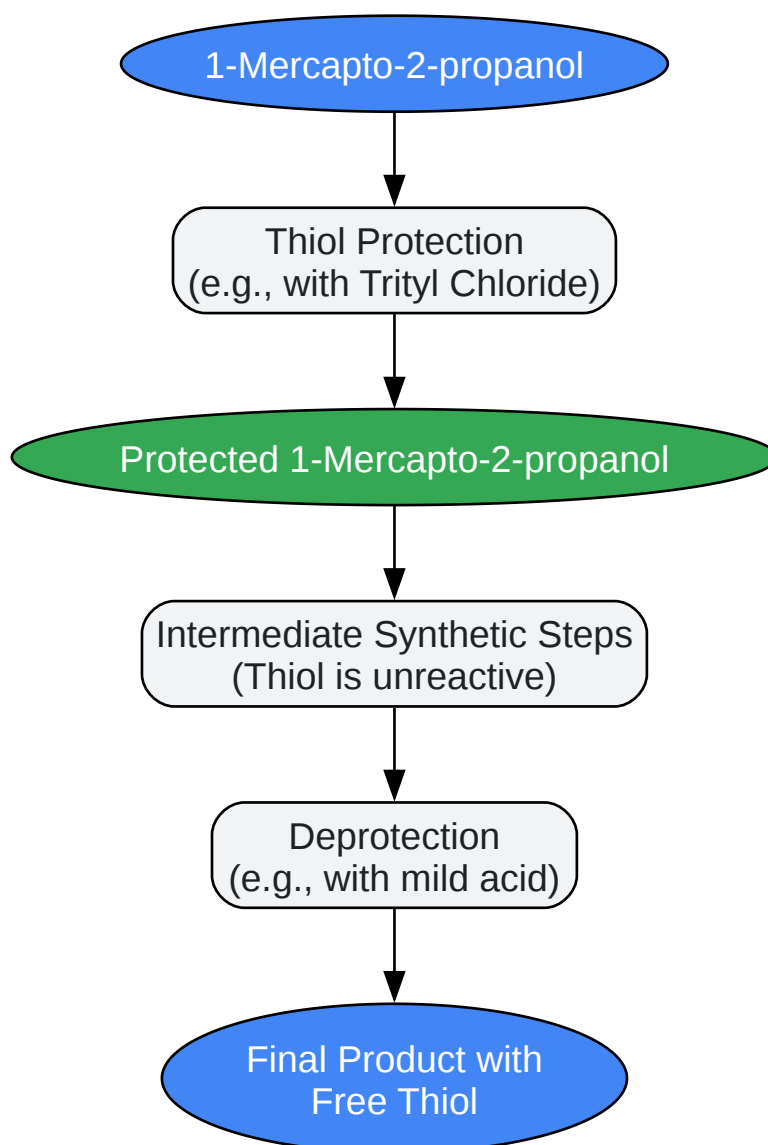 1-Mercapto-2-propanol
Thiol Protection
(e.g., with Trityl Chloride)
Protected 1-Mercapto-2-propanol
Intermediate Synthetic Steps
(Thiol is unreactive)
Deprotection
(e.g., with mild acid)
Final Product with
Free Thiol